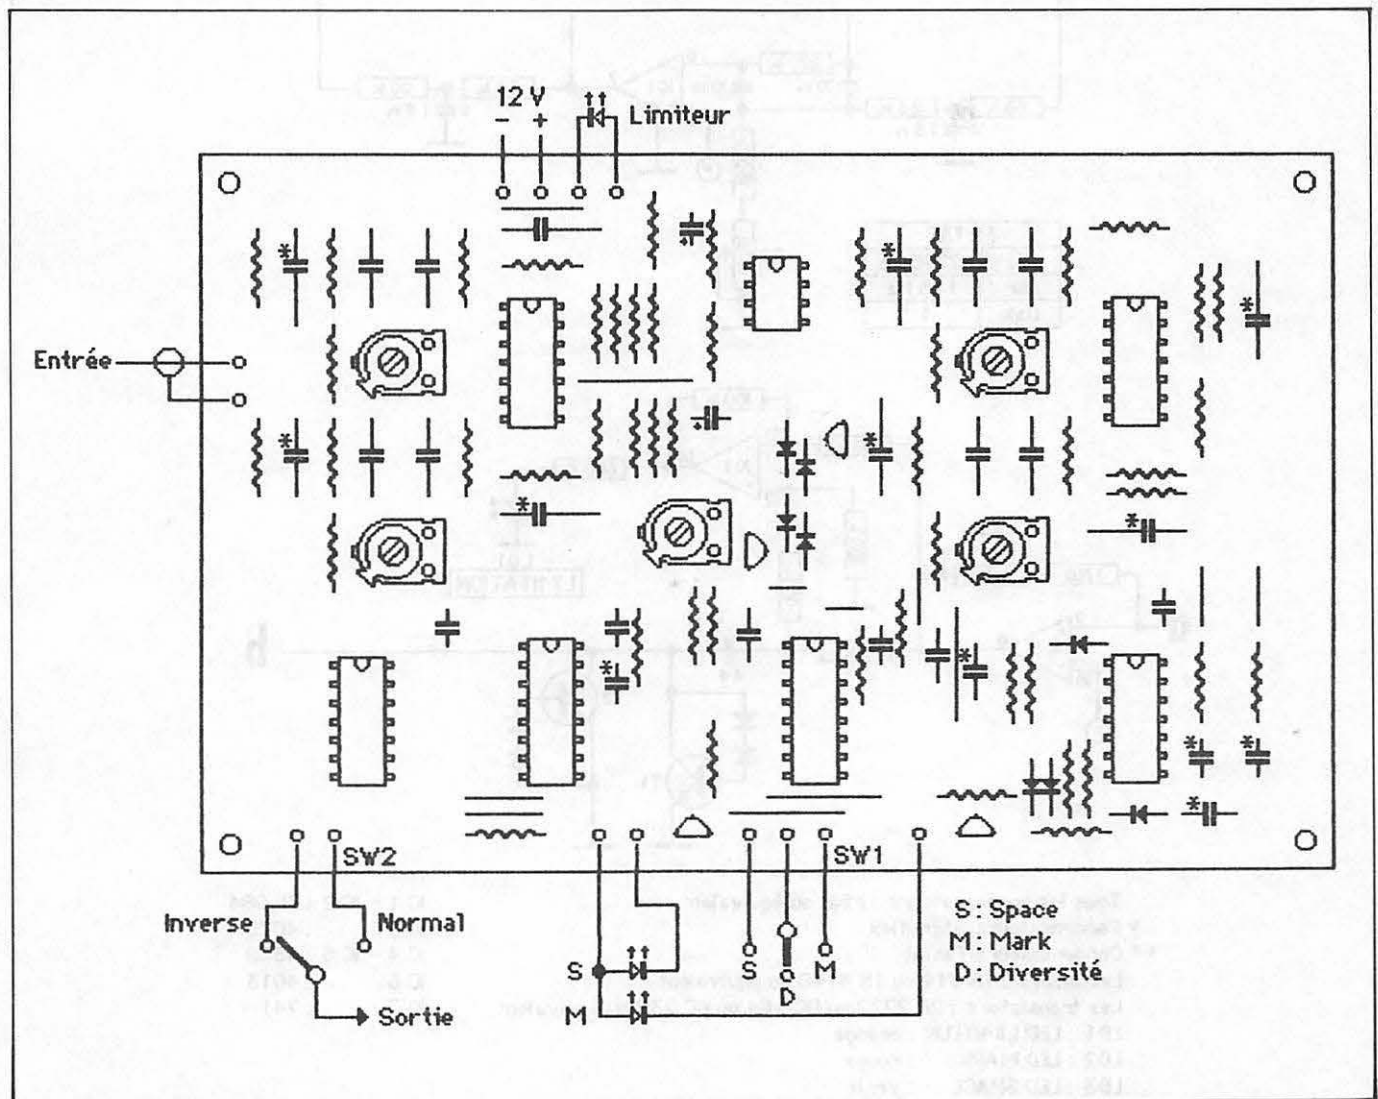 12 V
- +
Limiteur
Entrée
SW2
SW1
Inverse
Normal
Sortie
S
M
S
D
M
S : Space
M : Mark
D : Diversité